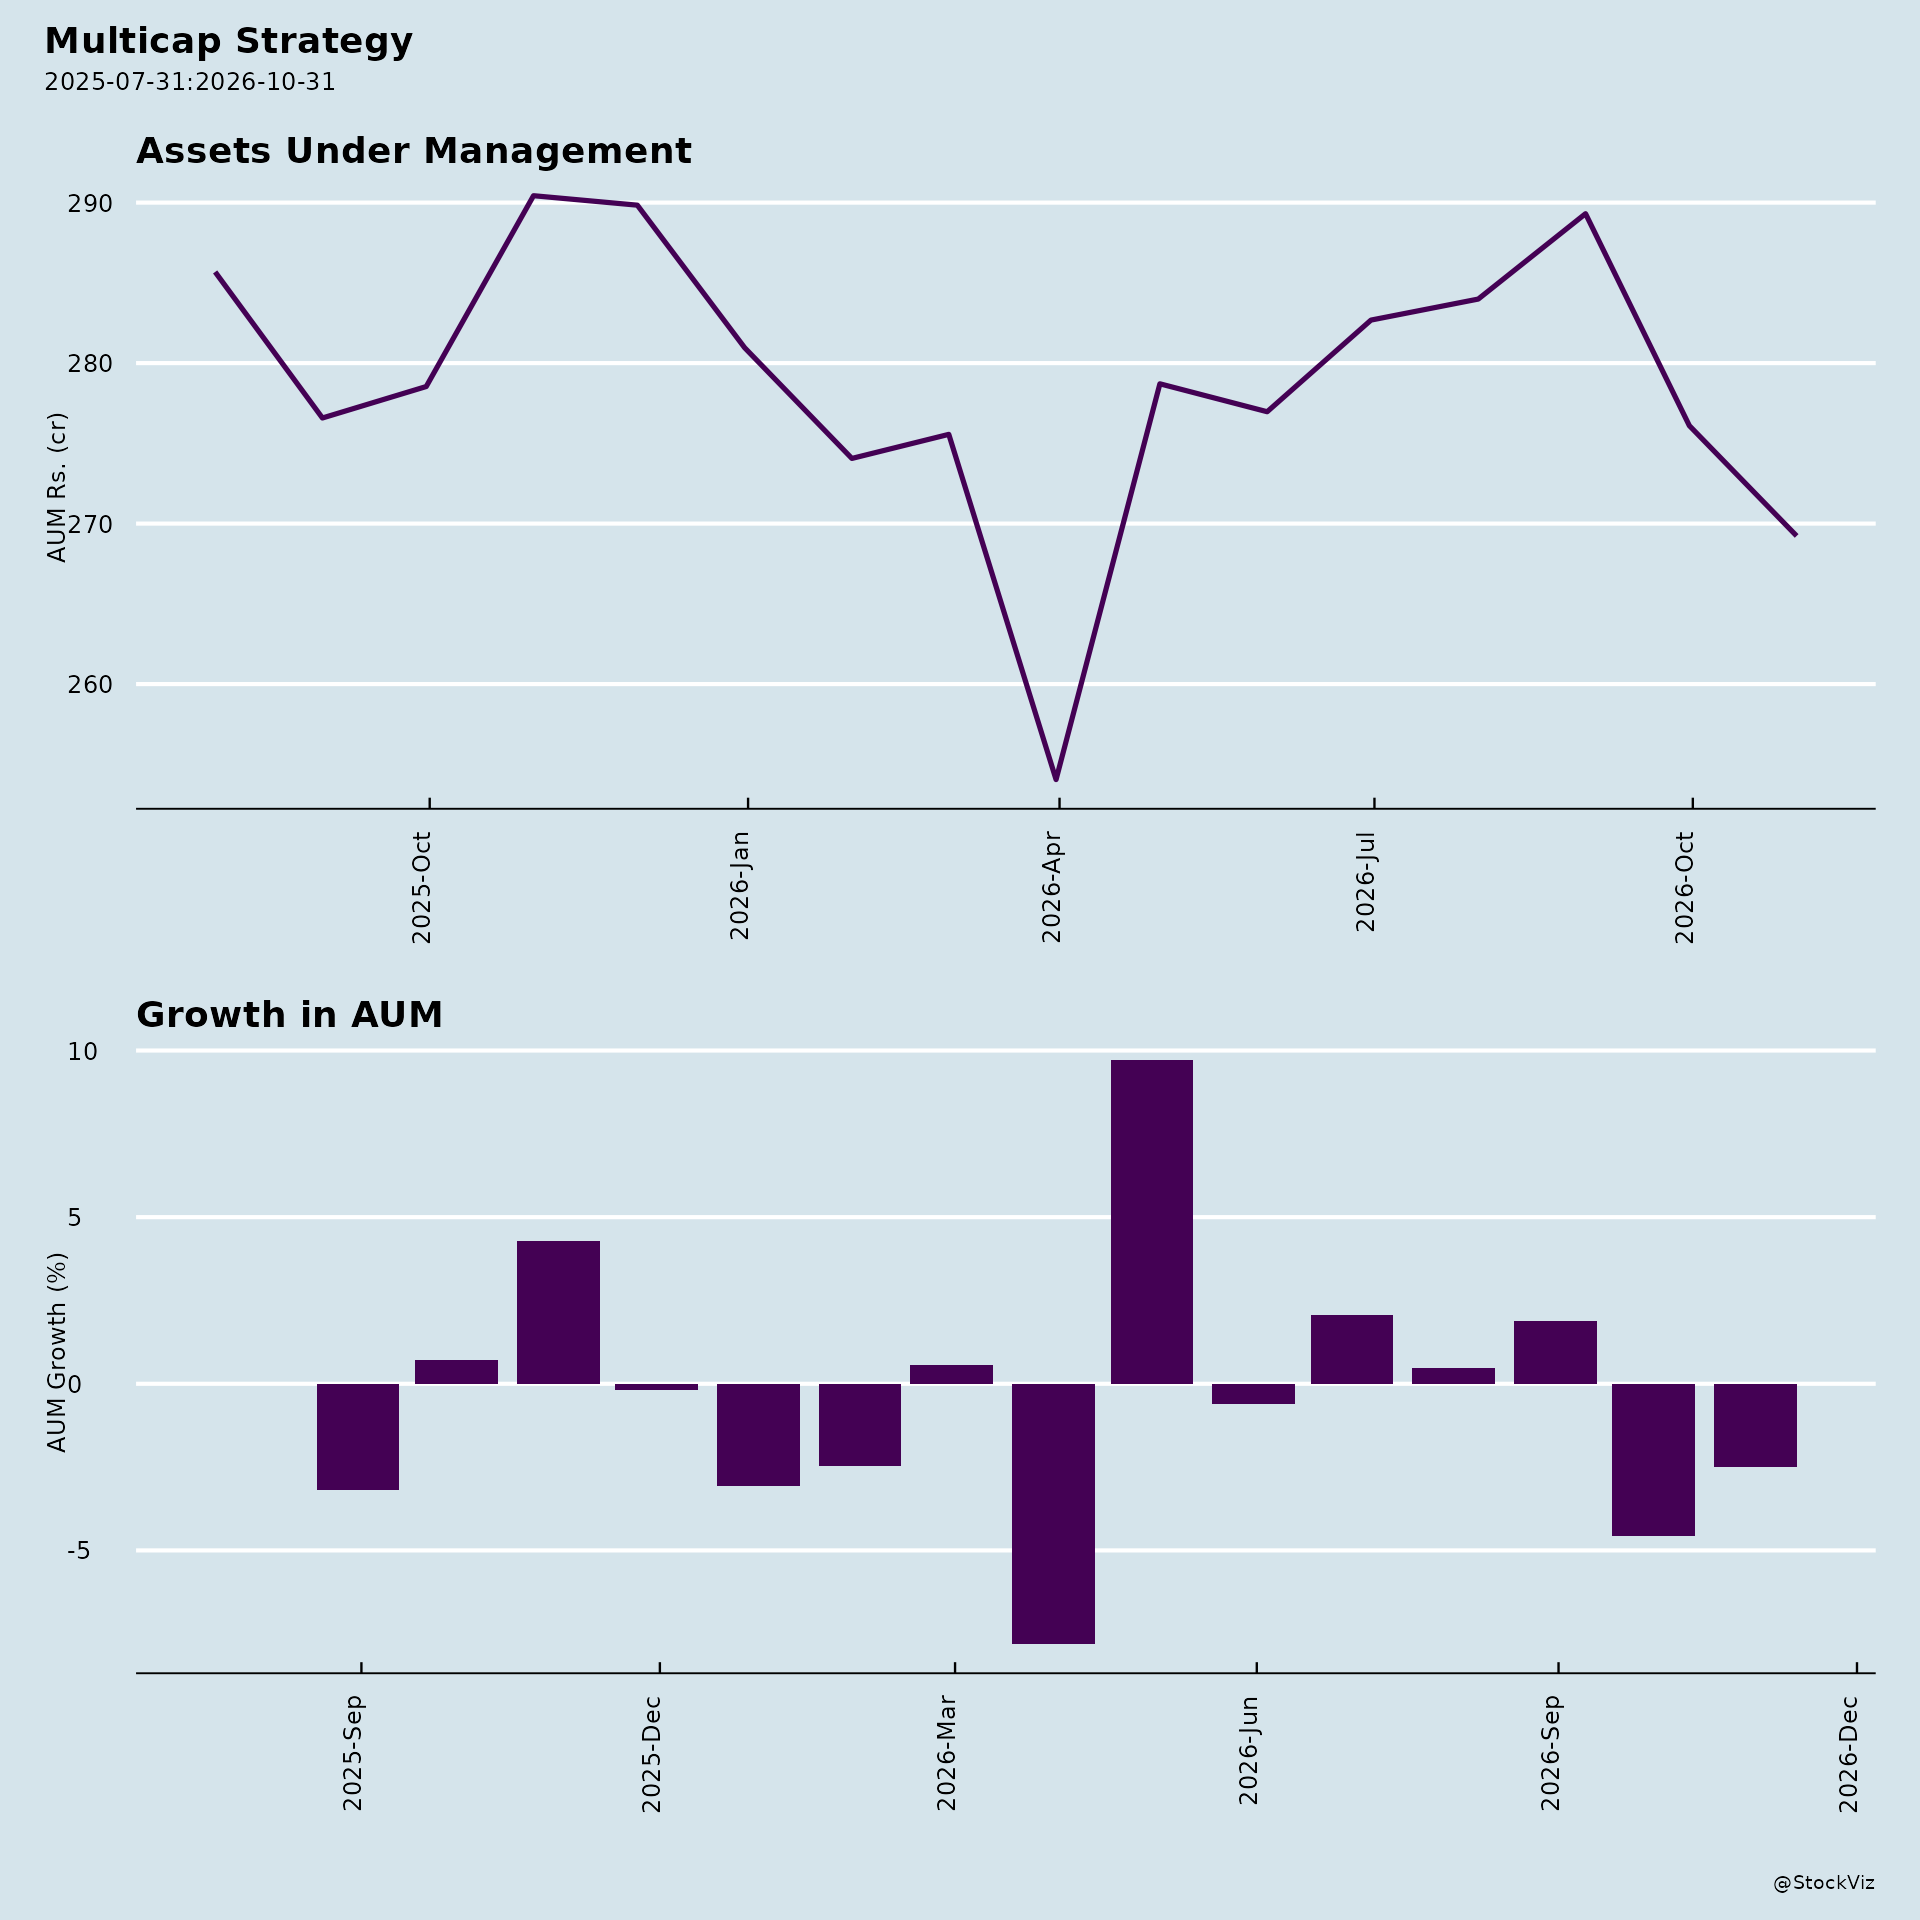 Multicap Strategy
2025-07-31:2026-10-31
Assets Under Management
AUM Rs. (cr)
290
280
270
260
2025-Oct
2026-Jan
2026-Apr
2026-Jul
2026-Oct
Growth in AUM
AUM Growth (%)
10
5
0
-5
2025-Sep
2025-Dec
2026-Mar
2026-Jun
2026-Sep
2026-Dec
@StockViz